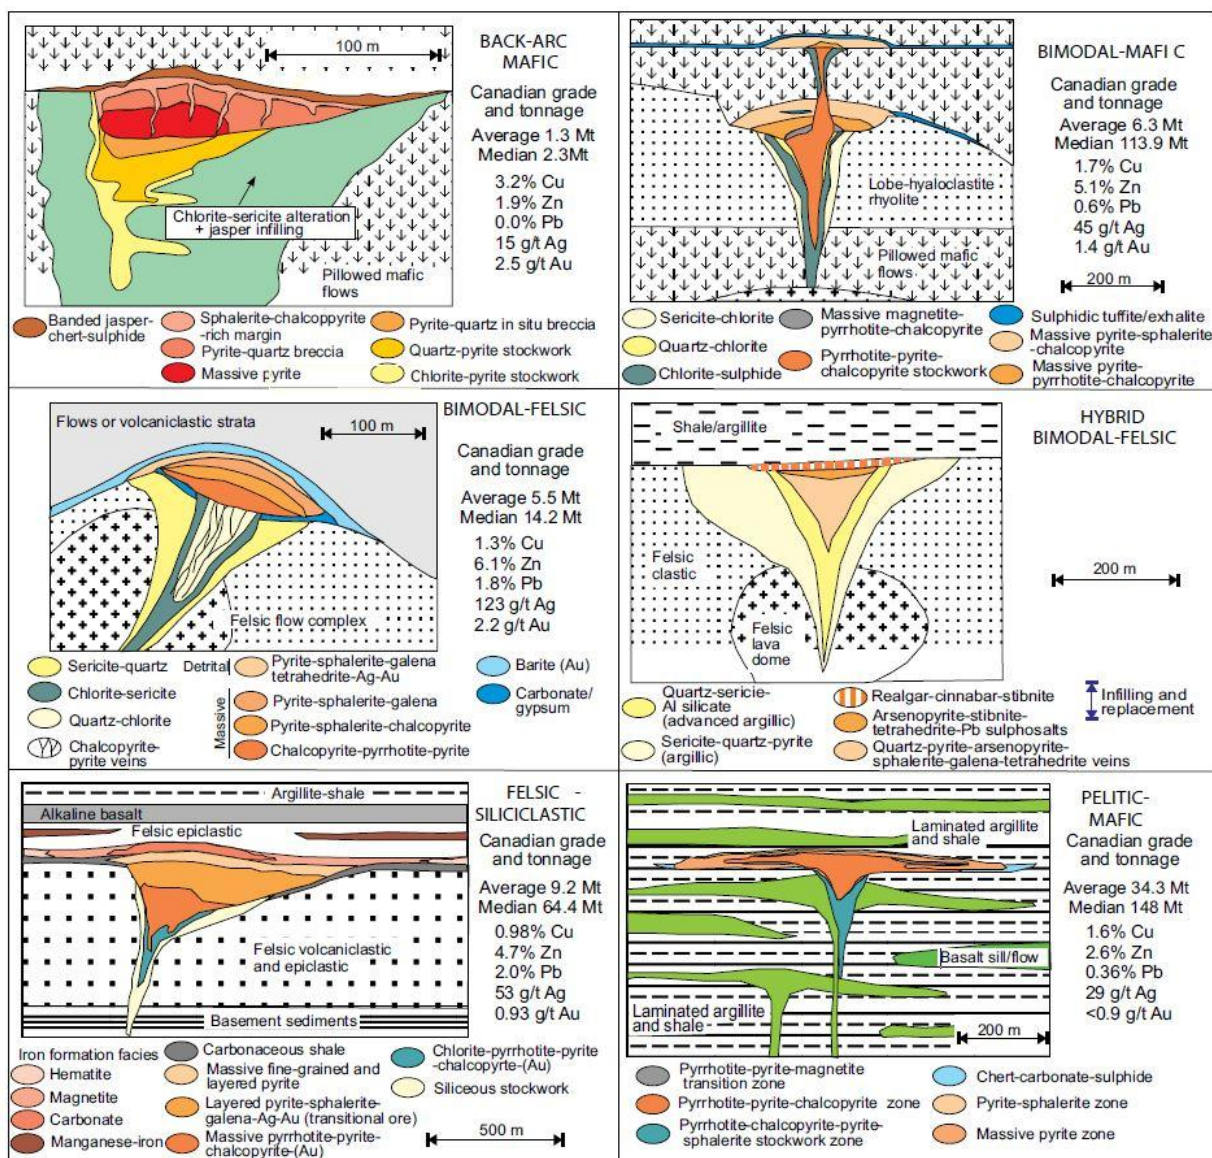 BACK-ARC
MAFIC
100 m
Canadian grade
and tonnage
Average 1.3 Mt
Median 2.3Mt
3.2% Cu
1.9% Zn
0.0% Pb
15 g/t Ag
2.5 g/t Au
Chlorite-sericite alteration
+ jasper infilling
Pillowed mafic
flows
Banded jasper-
chert-sulphide
Sphalerite-chalcoppyrite
-rich margin
Pyrite-quartz breccia
Massive pyrite
Pyrite-quartz in situ breccia
Quartz-pyrite stockwork
Chlorite-pyrite stockwork
BIMODAL-MAFI C
Canadian grade
and tonnage
Average 6.3 Mt
Median 113.9 Mt
1.7% Cu
5.1% Zn
0.6% Pb
45 g/t Ag
1.4 g/t Au
200 m
Lobe-hyaloclastite
rhyolite
Pillowed mafic
flows
Sericite-chlorite
Quartz-chlorite
Chlorite-sulphide
Massive magnetite-
pyrrhotite-chalcopyrite
Pyrrhotite-pyrite-
chalcopyrite stockwork
Sulphidic tuffite/exhalite
Massive pyrite-sphalerite
-chalcopyrite
Massive pyrite-
pyrrhotite-chalcopyrite
BIMODAL-FELSIC
Flows or volcaniclastic strata
100 m
Canadian grade
and tonnage
Average 5.5 Mt
Median 14.2 Mt
1.3% Cu
6.1% Zn
1.8% Pb
123 g/t Ag
2.2 g/t Au
Felsic flow complex
Sericite-quartz
Chlorite-sericite
Quartz-chlorite
Chalcopyrite-
pyrite veins
Detrital
Pyrite-sphalerite-galena
tetrahedrite-Ag-Au
Massive
Pyrite-sphalerite-galena
Pyrite-sphalerite-chalcopyrite
Chalcopyrite-pyrrhotite-pyrite
Barite (Au)
Carbonate/
gypsum
HYBRID
BIMODAL-FELSIC
Shale/argillite
Felsic
clastic
Felsic
lava
dome
200 m
Quartz-sericie-
Al silicate
(advanced argillic)
Sericite-quartz-pyrite
(argillic)
Realgar-cinnabar-stibnite
Arsenopyrite-stibnite-
tetrahedrite-Pb sulphosalts
Quartz-pyrite-arsenopyrite-
sphalerite-galena-tetrahedrite veins
Infilling and
replacement
FELSIC -
SILICICLASTIC
Argillite-shale
Alkaline basalt
Felsic epiclastic
Canadian grade
and tonnage
Average 9.2 Mt
Median 64.4 Mt
0.98% Cu
4.7% Zn
2.0% Pb
53 g/t Ag
0.93 g/t Au
Felsic volcaniclastic
and epiclastic
Basement sediments
Iron formation facies
Hematite
Magnetite
Carbonate
Manganese-iron
Carbonaceous shale
Massive fine-grained and
layered pyrite
Layered pyrite-sphalerite-
galena-Ag-Au (transitional ore)
Massive pyrrhotite-pyrite-
chalcopyrite-(Au)
Chlorite-pyrrhotite-pyrite
-chalcopyrte-(Au)
Siliceous stockwork
500 m
PELITIC-
MAFIC
Canadian grade
and tonnage
Average 34.3 Mt
Median 148 Mt
1.6% Cu
2.6% Zn
0.36% Pb
29 g/t Ag
<0.9 g/t Au
Laminated argillite
and shale
Basalt sill/flow
Laminated argillite
and shale
200 m
Pyrrhotite-pyrite-magnetite
transition zone
Pyrrhotite-pyrite-chalcopyrite zone
Pyrrhotite-chalcopyrite-pyrite-
sphalerite stockwork zone
Chert-carbonate-sulphide
Pyrite-sphalerite zone
Massive pyrite zone